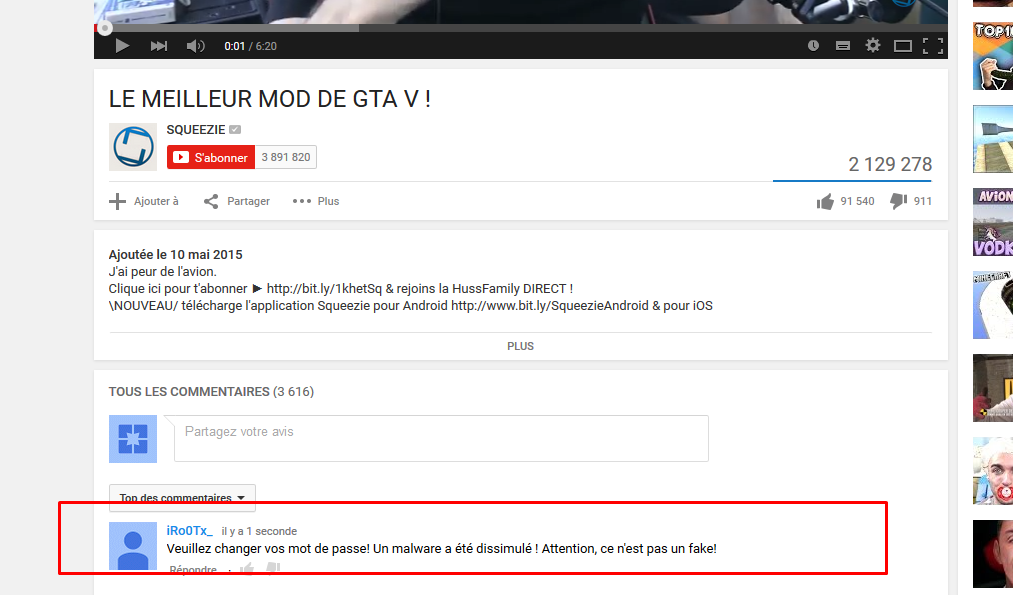 0:01 / 6:20
LE MEILLEUR MOD DE GTA V !
SQUEEZIE
S'abonner 3 891 820
2 129 278
Ajouter à Partager Plus 91 540 911
Ajoutée le 10 mai 2015
J'ai peur de l'avion.
Clique ici pour t'abonner ► http://bit.ly/1khetSq & rejoins la HussFamily DIRECT !
\NOUVEAU/ télécharge l'application Squeezie pour Android http://www.bit.ly/SqueezieAndroid & pour iOS
PLUS
TOUS LES COMMENTAIRES (3 616)
Partagez votre avis
Top des commentaires
iRo0Tx_ il y a 1 seconde
Veuillez changer vos mot de passe! Un malware a été dissimulé ! Attention, ce n'est pas un fake!
Répondre ·
AVION
VODK
MINECRAFT